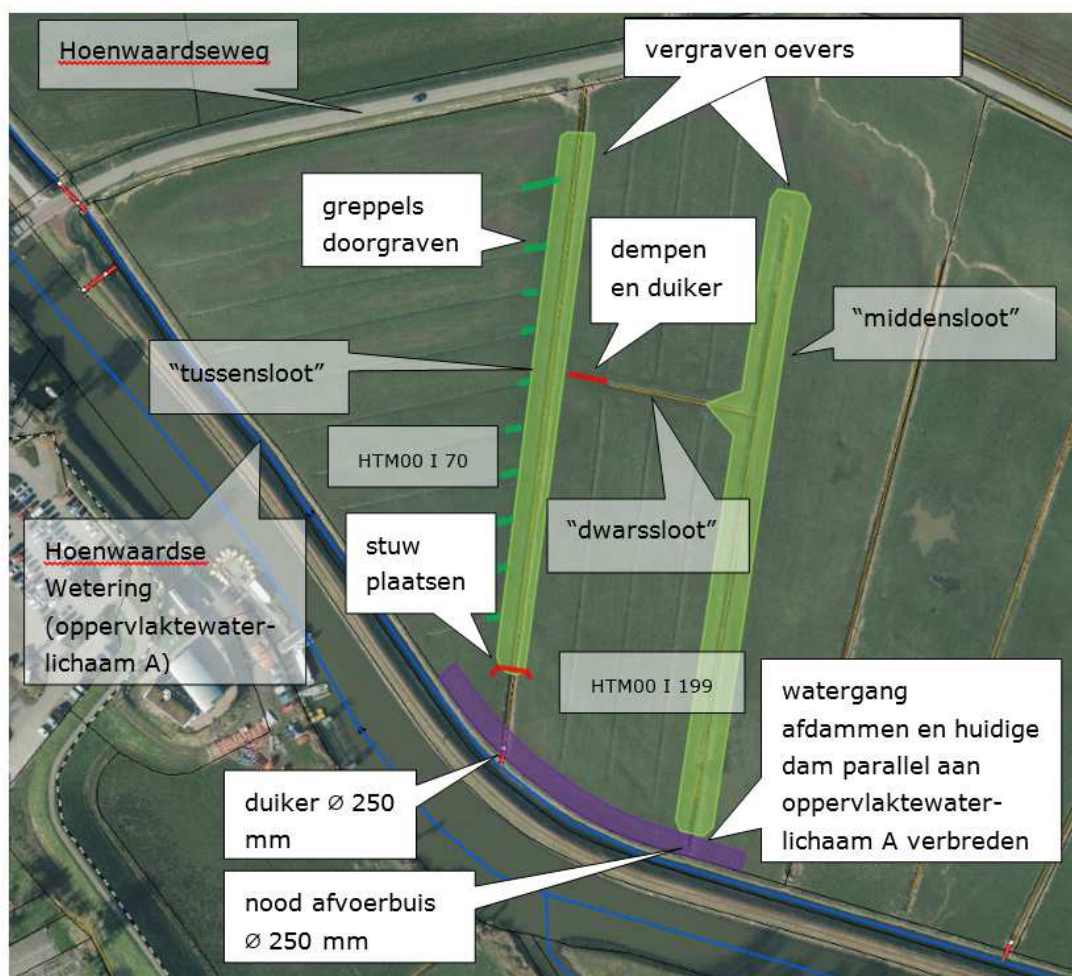 Hoenwaardseweg
vergraven oevers
greppels
doorgraven
dempen
en duiker
"middensloot"
"tussensloot"
HTM00 I 70
"dwarssloot"
stuw
plaatsen
Hoenwaardse
Wetering
(oppervlaktewater-
lichaam A)
HTM00 I 199
watergang
afdammen en huidige
dam parallel aan
oppervlaktewater-
lichaam A verbreden
duiker ∅ 250
mm
nood afvoerbuis
∅ 250 mm